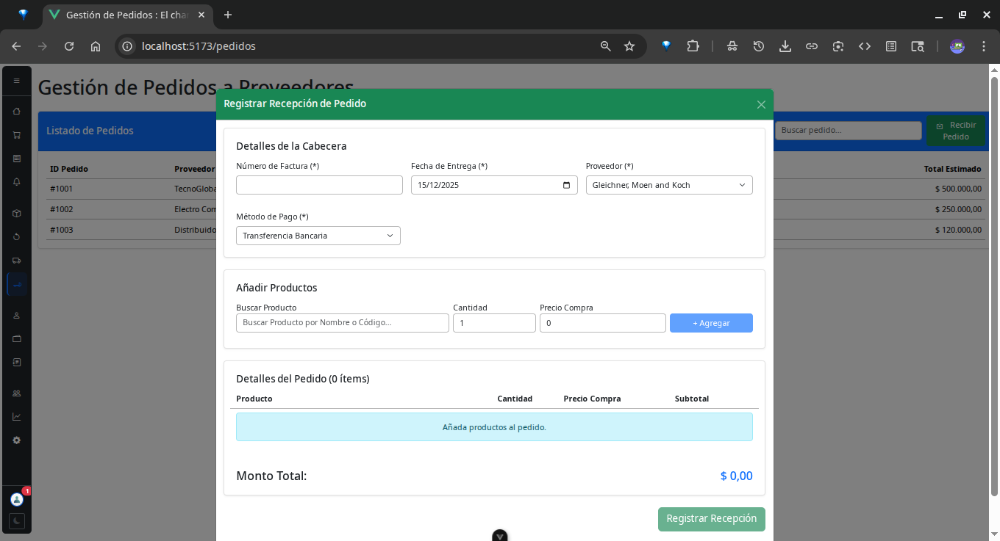 Gestión de Pedidos : El cha
localhost:5173/pedidos
Gestión de Pedidos a Proveedores
Listado de Pedidos
Buscar pedido...
Recibir
Pedido
ID Pedido
Proveedor
Total Estimado
#1001
TecnoGloba
$ 500.000,00
#1002
Electro Com
$ 250.000,00
#1003
Distribuido
$ 120.000,00
1
Registrar Recepción de Pedido
Detalles de la Cabecera
Número de Factura (*)
Fecha de Entrega (*)
Proveedor (*)
15/12/2025
Gleichner, Moen and Koch
Método de Pago (*)
Transferencia Bancaria
Añadir Productos
Buscar Producto
Cantidad
Precio Compra
Buscar Producto por Nombre o Código...
1
0
+ Agregar
Detalles del Pedido (0 ítems)
Producto
Cantidad
Precio Compra
Subtotal
Añada productos al pedido.
Monto Total:
$ 0,00
Registrar Recepción